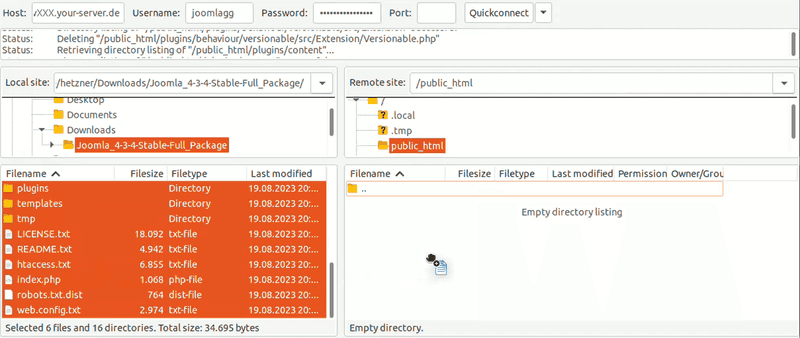 Host: /XXX.your-server.de Username: joomlagg Password: •••••••••••••••• Port: Quickconnect
Status: Deleting "/public_html/plugins/behaviour/versionable/src/Extension/Versionable.php"
Status: Retrieving directory listing of "/public_html/plugins/content"...
Local site: /hetzner/Downloads/Joomla_4-3-4-Stable-Full_Package/
Desktop
Documents
Downloads
Joomla_4-3-4-Stable-Full_Package
Remote site: /public_html
/
.local
.tmp
public_html
Filename Filesize Filetype Last modified
plugins Directory 19.08.2023 20:...
templates Directory 19.08.2023 20:...
tmp Directory 19.08.2023 20:...
LICENSE.txt 18.092 txt-file 19.08.2023 20:...
README.txt 4.942 txt-file 19.08.2023 20:...
htaccess.txt 6.855 txt-file 19.08.2023 20:...
index.php 1.068 php-file 19.08.2023 20:...
robots.txt.dist 764 dist-file 19.08.2023 20:...
web.config.txt 2.974 txt-file 19.08.2023 20:...
Selected 6 files and 16 directories. Total size: 34.695 bytes
Filename Filesize Filetype Last modified Permission Owner/Grou
..
Empty directory listing
Empty directory.